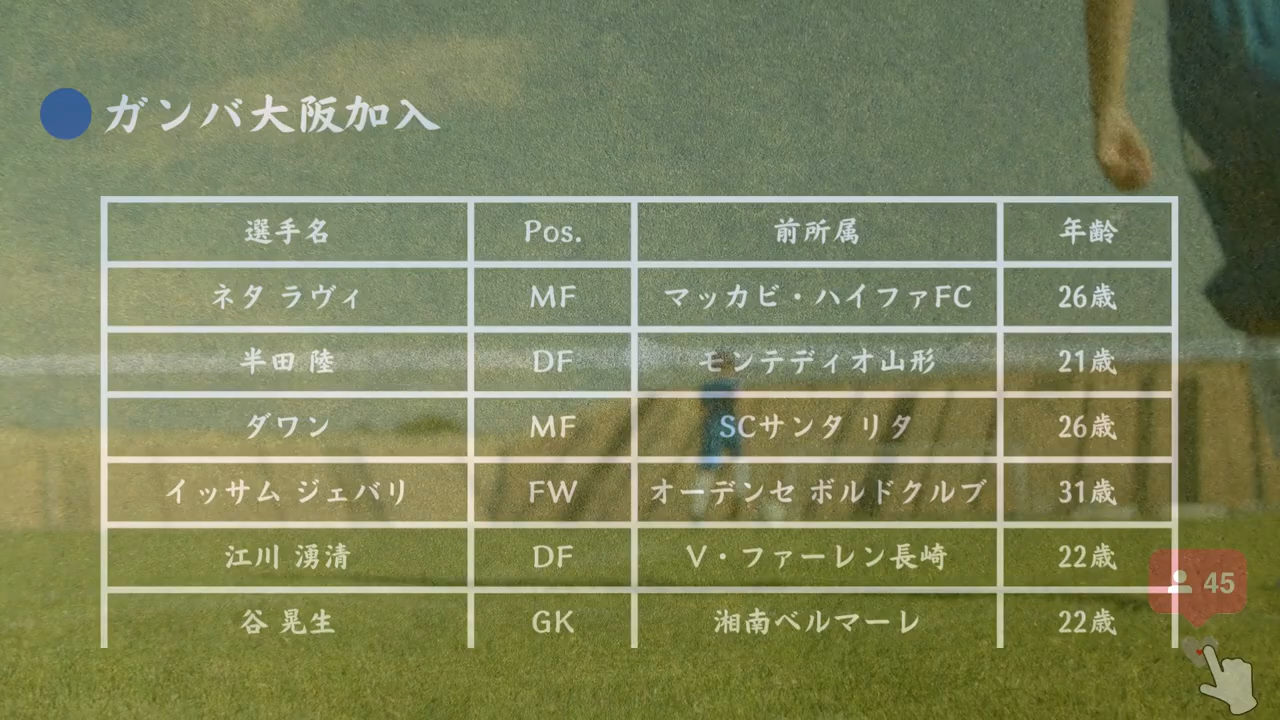 ガンバ大阪加入
選手名 Pos. 前所属 年齢
ネタ ラヴィ MF マッカビ・ハイファFC 26歳
半田 陸 DF モンテディオ山形 21歳
ダワン MF SCサンタ リタ 26歳
イッサム ジェバリ FW オーデンセ ボルドクルブ 31歳
江川 湧清 DF V・ファーレン長崎 22歳
谷 晃生 GK 湘南ベルマーレ 22歳
45